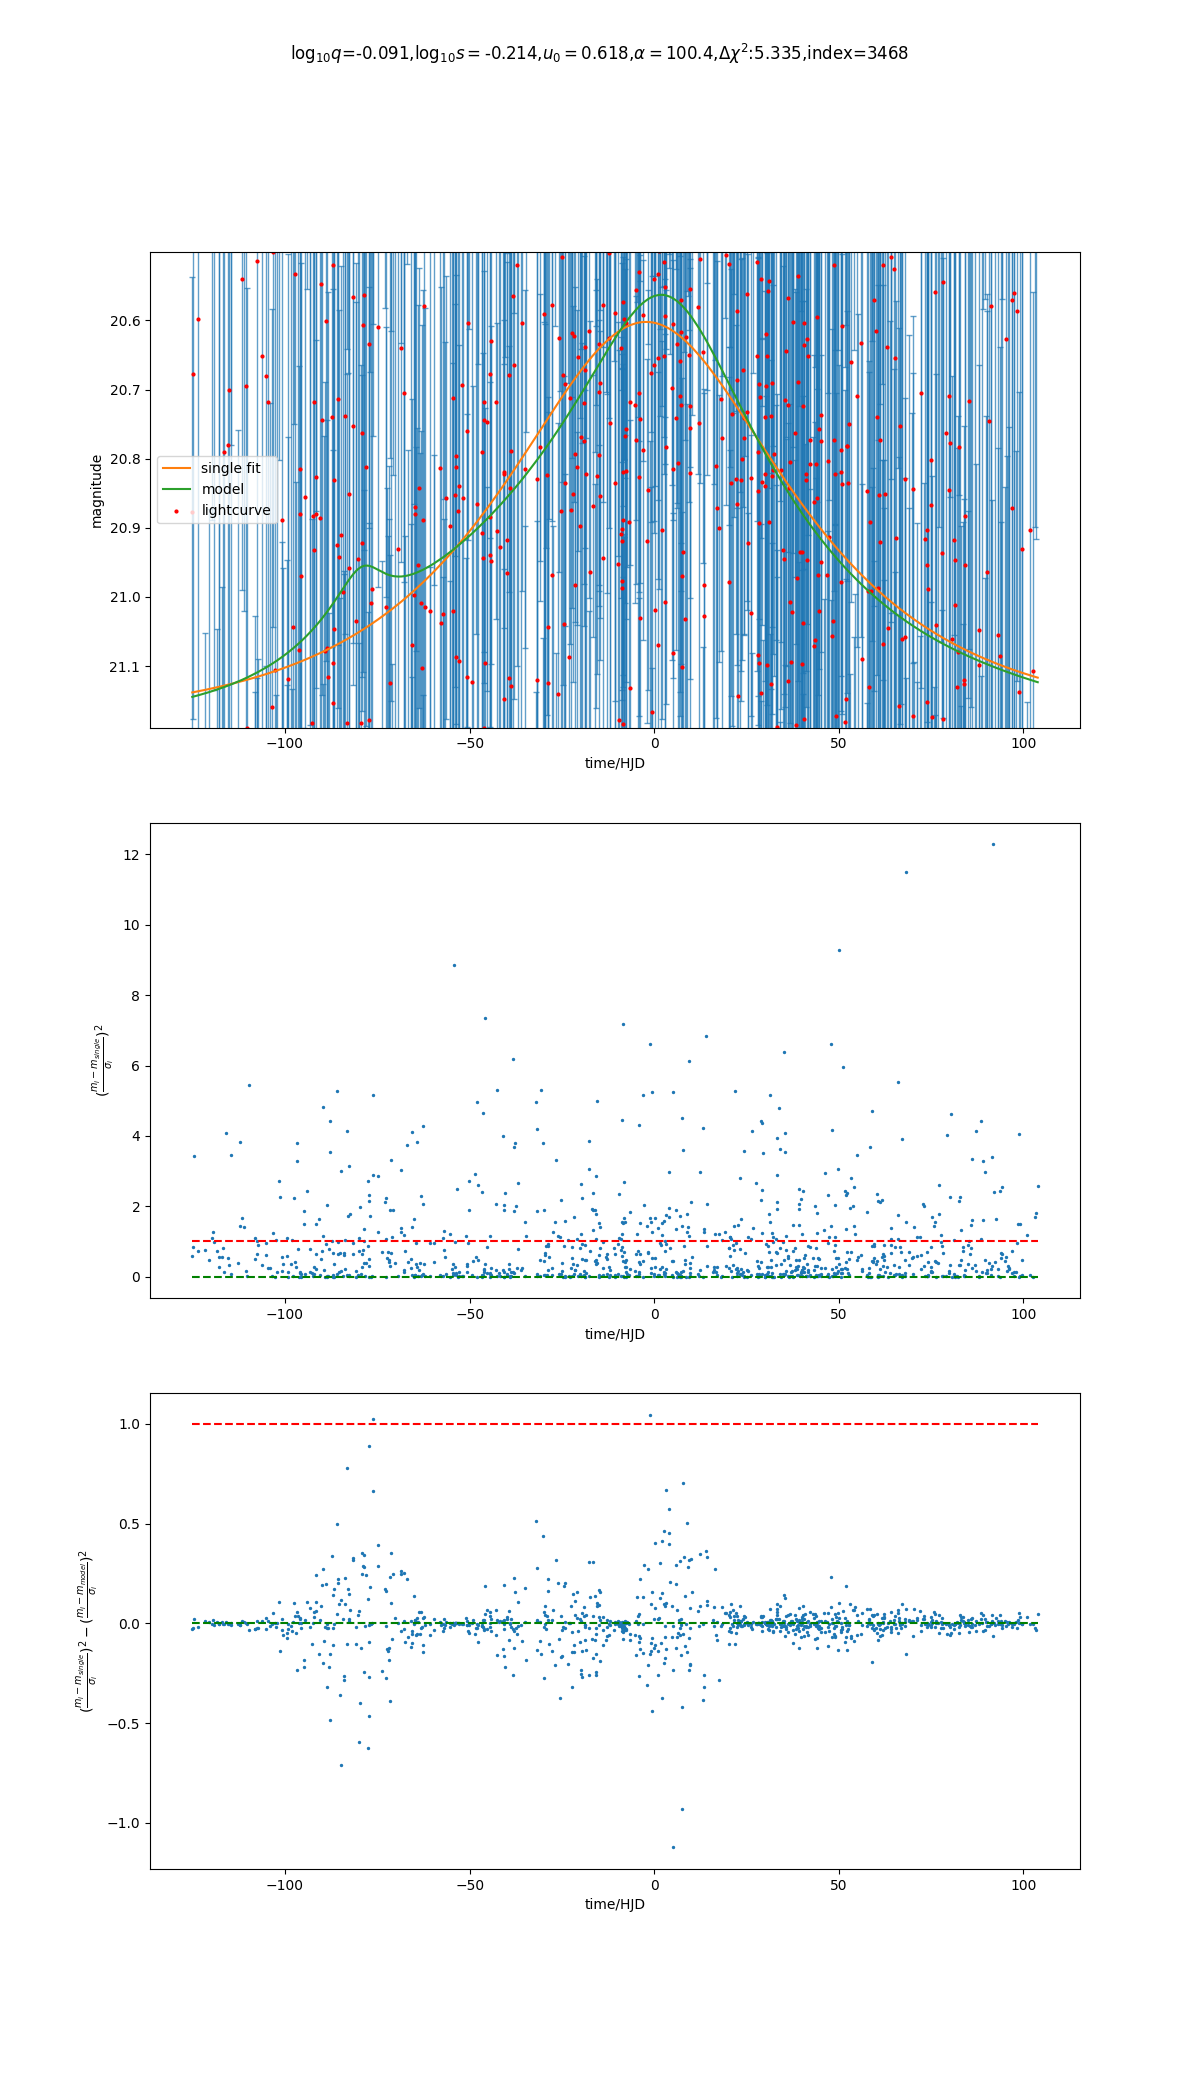 log₁₀q=-0.091,log₁₀s = -0.214,u₀ = 0.618,α = 100.4,Δχ²:5.335,index=3468
20.6
20.7
20.8
20.9
21.0
21.1
magnitude
single fit
model
lightcurve
−100 −50 0 50 100
time/HJD
12
10
8
6
4
2
0
((mᵢ − m_single)/σᵢ)²
−100 −50 0 50 100
time/HJD
1.0
0.5
0.0
−0.5
−1.0
((mᵢ − m_single)/σᵢ)² − ((mᵢ − m_model)/σᵢ)²
−100 −50 0 50 100
time/HJD